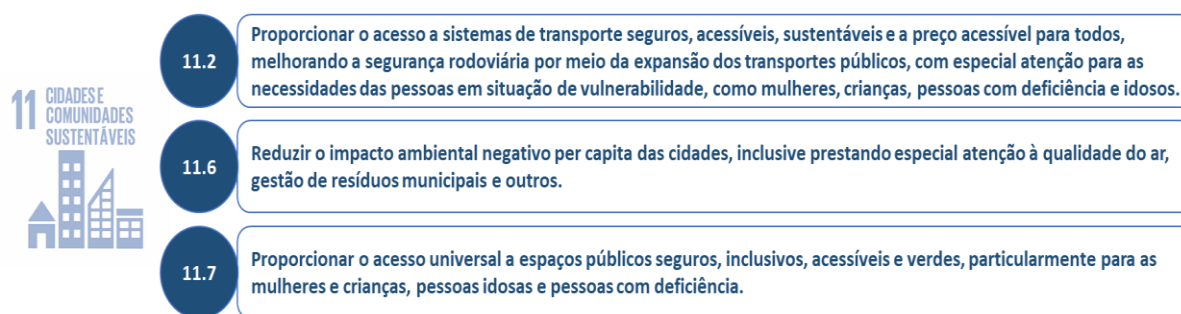 11 CIDADES E
COMUNIDADES
SUSTENTÁVEIS
11.2
Proporcionar o acesso a sistemas de transporte seguros, acessíveis, sustentáveis e a preço acessível para todos,
melhorando a segurança rodoviária por meio da expansão dos transportes públicos, com especial atenção para as
necessidades das pessoas em situação de vulnerabilidade, como mulheres, crianças, pessoas com deficiência e idosos.
11.6
Reduzir o impacto ambiental negativo per capita das cidades, inclusive prestando especial atenção à qualidade do ar,
gestão de resíduos municipais e outros.
11.7
Proporcionar o acesso universal a espaços públicos seguros, inclusivos, acessíveis e verdes, particularmente para as
mulheres e crianças, pessoas idosas e pessoas com deficiência.